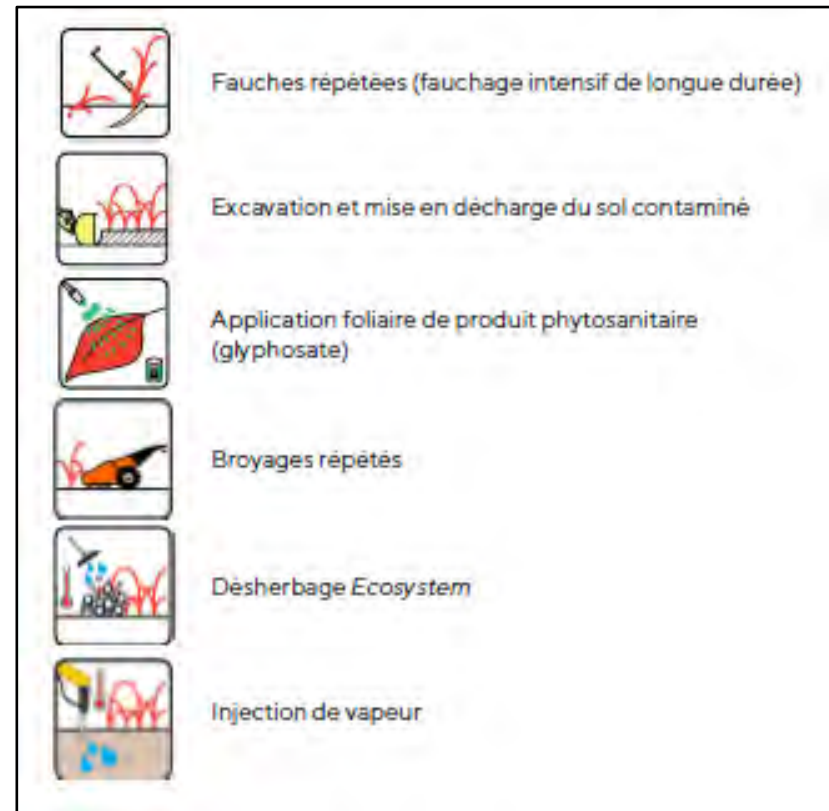 Fauches répétées (fauchage intensif de longue durée)
Excavation et mise en décharge du sol contaminé
Application foliaire de produit phytosanitaire
(glyphosate)
Broyages répétés
Désherbage Ecosystem
Injection de vapeur